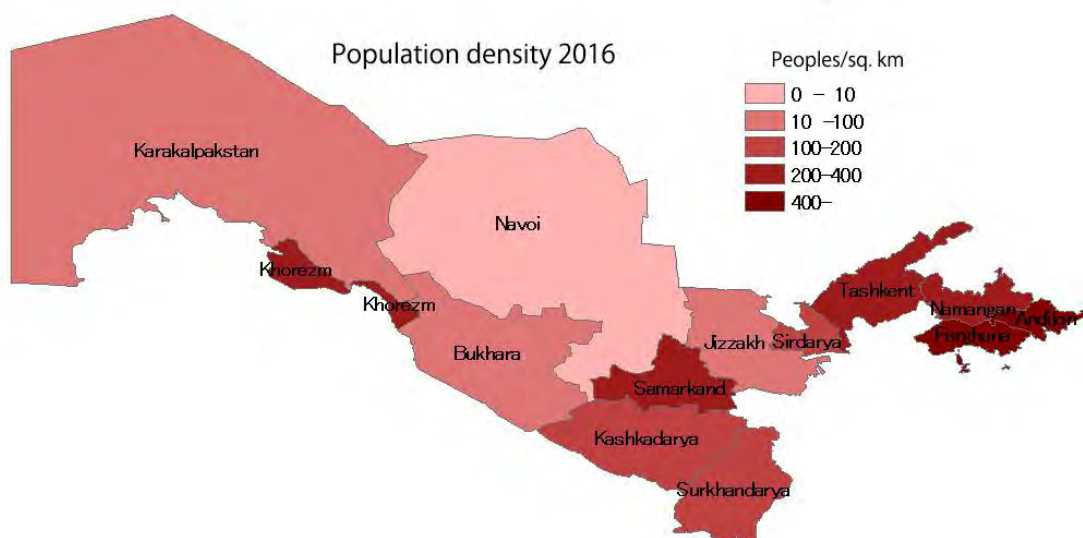 Population density 2016
Peoples/sq. km
0 - 10
10 -100
100-200
200-400
400-
Karakalpakstan
Navoi
Khorezm
Khorezm
Bukhara
Jizzakh
Sirdarya
Tashkent
Namangan
Andijan
Ferghana
Samarkand
Kashkadarya
Surkhandarya